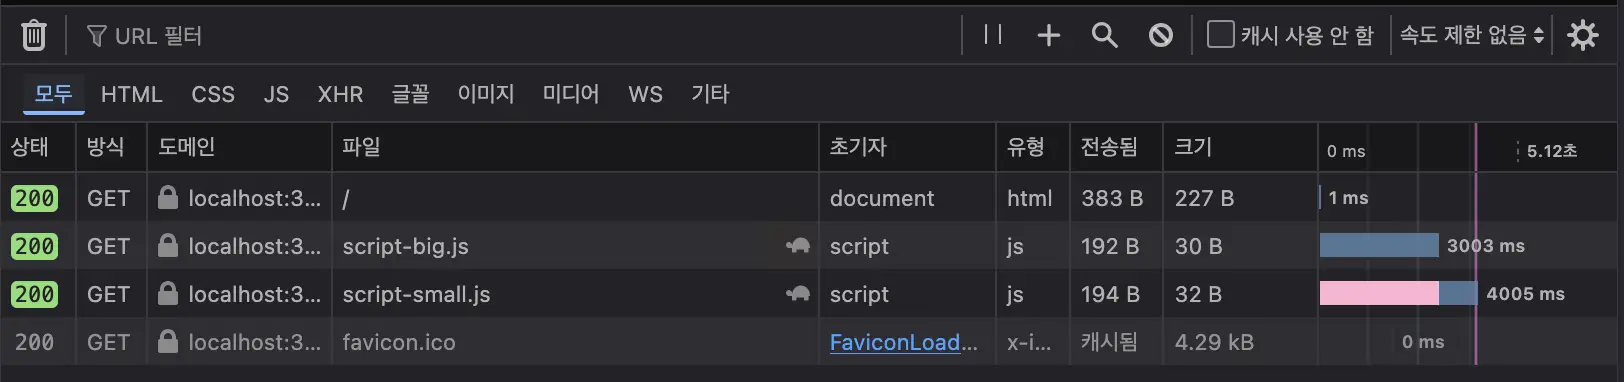 URL 필터 캐시 사용 안 함 속도 제한 없음
모두 HTML CSS JS XHR 글꼴 이미지 미디어 WS 기타
상태 방식 도메인 파일 초기자 유형 전송됨 크기 0 ms 5.12초
200 GET localhost:3... / document html 383 B 227 B 1 ms
200 GET localhost:3... script-big.js script js 192 B 30 B 3003 ms
200 GET localhost:3... script-small.js script js 194 B 32 B 4005 ms
200 GET localhost:3... favicon.ico FaviconLoad... x-i... 캐시됨 4.29 kB 0 ms